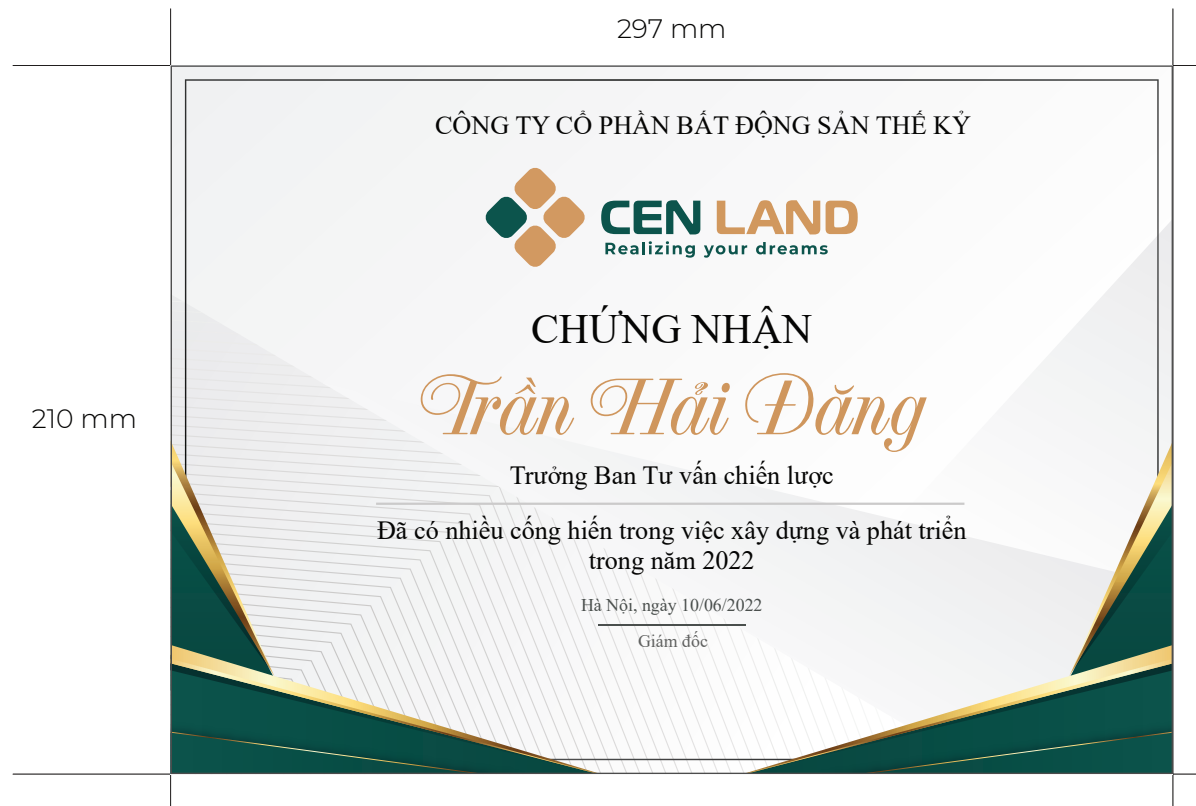 297 mm
CÔNG TY CỔ PHẦN BẤT ĐỘNG SẢN THẾ KỶ
CEN LAND
Realizing your dreams
CHỨNG NHẬN
Trần Hải Đăng
210 mm
Trưởng Ban Tư vấn chiến lược
Đã có nhiều cống hiến trong việc xây dựng và phát triển
trong năm 2022
Hà Nội, ngày 10/06/2022
Giám đốc